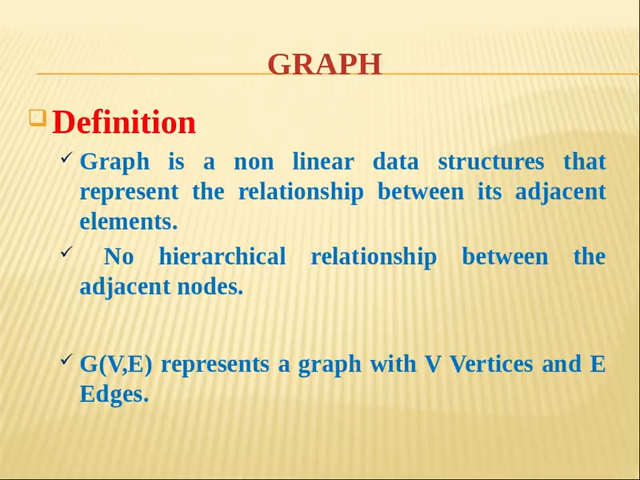 GRAPH
Definition
Graph is a non linear data structures that
represent the relationship between its adjacent
elements.
No hierarchical relationship between the
adjacent nodes.
G(V,E) represents a graph with V Vertices and E
Edges.